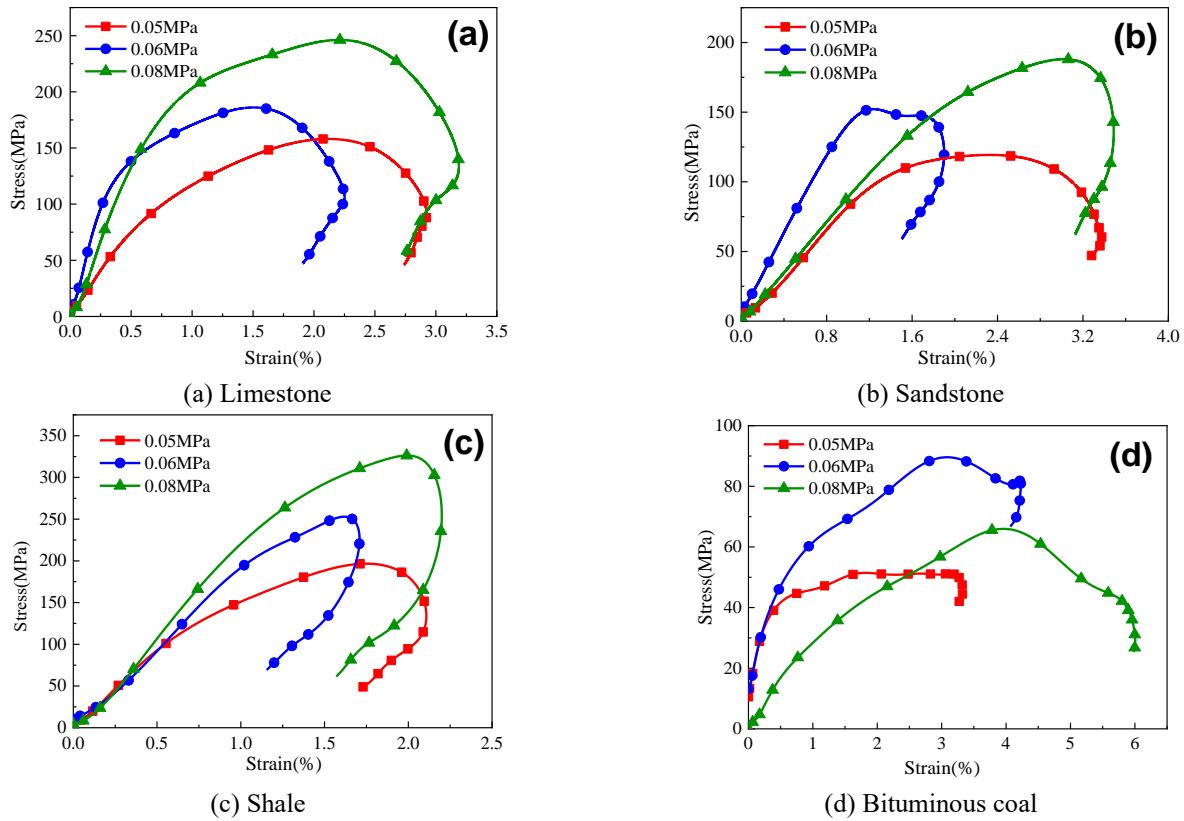 (a)
0.05MPa
0.06MPa
0.08MPa
Stress(MPa)
250
200
150
100
50
0
0.0 0.5 1.0 1.5 2.0 2.5 3.0 3.5
Strain(%)
(a) Limestone
(b)
0.05MPa
0.06MPa
0.08MPa
Stress(MPa)
200
150
100
50
0
0.0 0.8 1.6 2.4 3.2 4.0
Strain(%)
(b) Sandstone
(c)
0.05MPa
0.06MPa
0.08MPa
Stress(MPa)
350
300
250
200
150
100
50
0
0.0 0.5 1.0 1.5 2.0 2.5
Strain(%)
(c) Shale
(d)
0.05MPa
0.06MPa
0.08MPa
Stress(MPa)
100
80
60
40
20
0
0 1 2 3 4 5 6
Strain(%)
(d) Bituminous coal